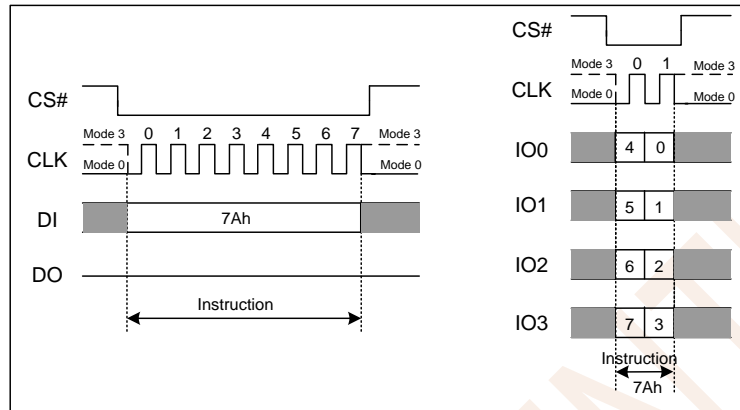 CS#
Mode 3 0 1 2 3 4 5 6 7 Mode 3
CLK
Mode 0 Mode 0
DI 7Ah
DO
Instruction
CS#
Mode 3 0 1 Mode 3
CLK
Mode 0 Mode 0
IO0 4 0
IO1 5 1
IO2 6 2
IO3 7 3
Instruction
7Ah